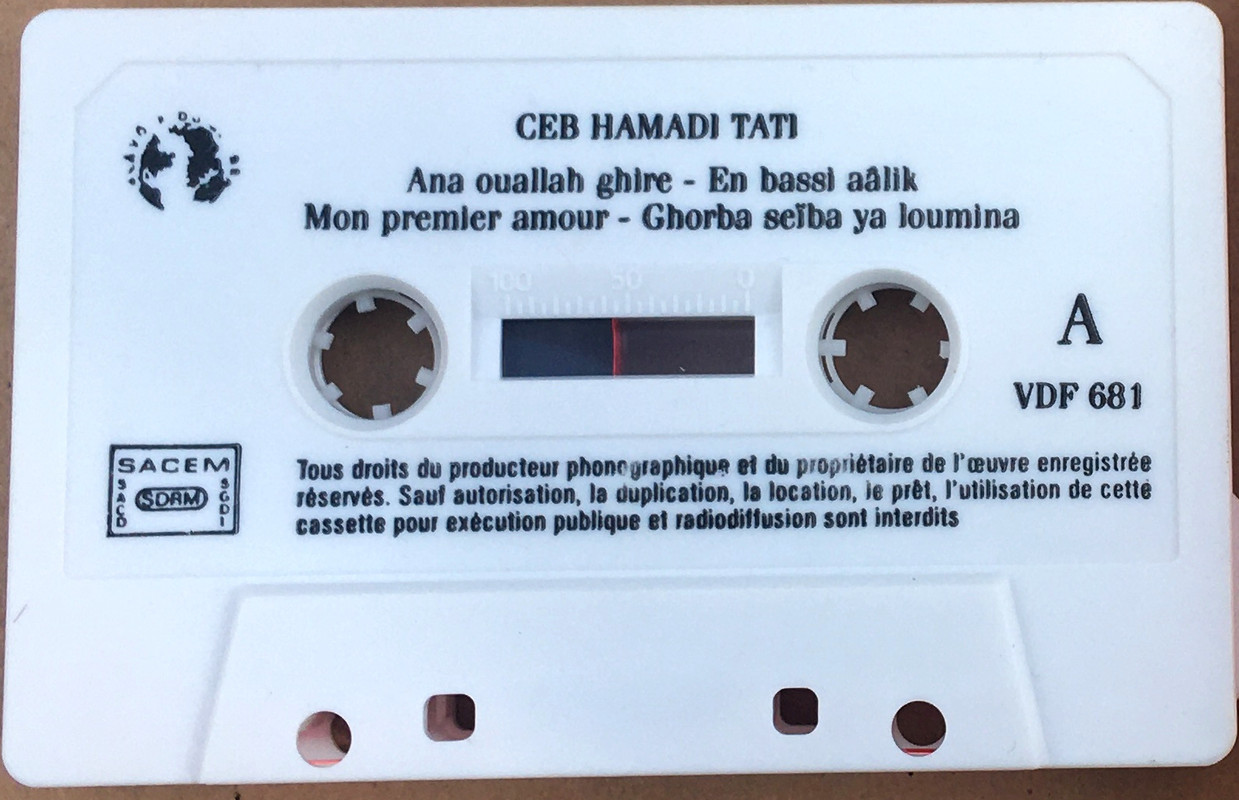 CEB HAMADI TATI
Ana ouallah ghire - En bassi aâlik
Mon premier amour - Ghorba seïba ya loumina
100 50 0
A
VDF 681
SACEM
SACD
SDRM
SGDL
Tous droits du producteur phonographique et du propriétaire de l'œuvre enregistrée
réservés. Sauf autorisation, la duplication, la location, le prêt, l'utilisation de cette
cassette pour exécution publique et radiodiffusion sont interdits